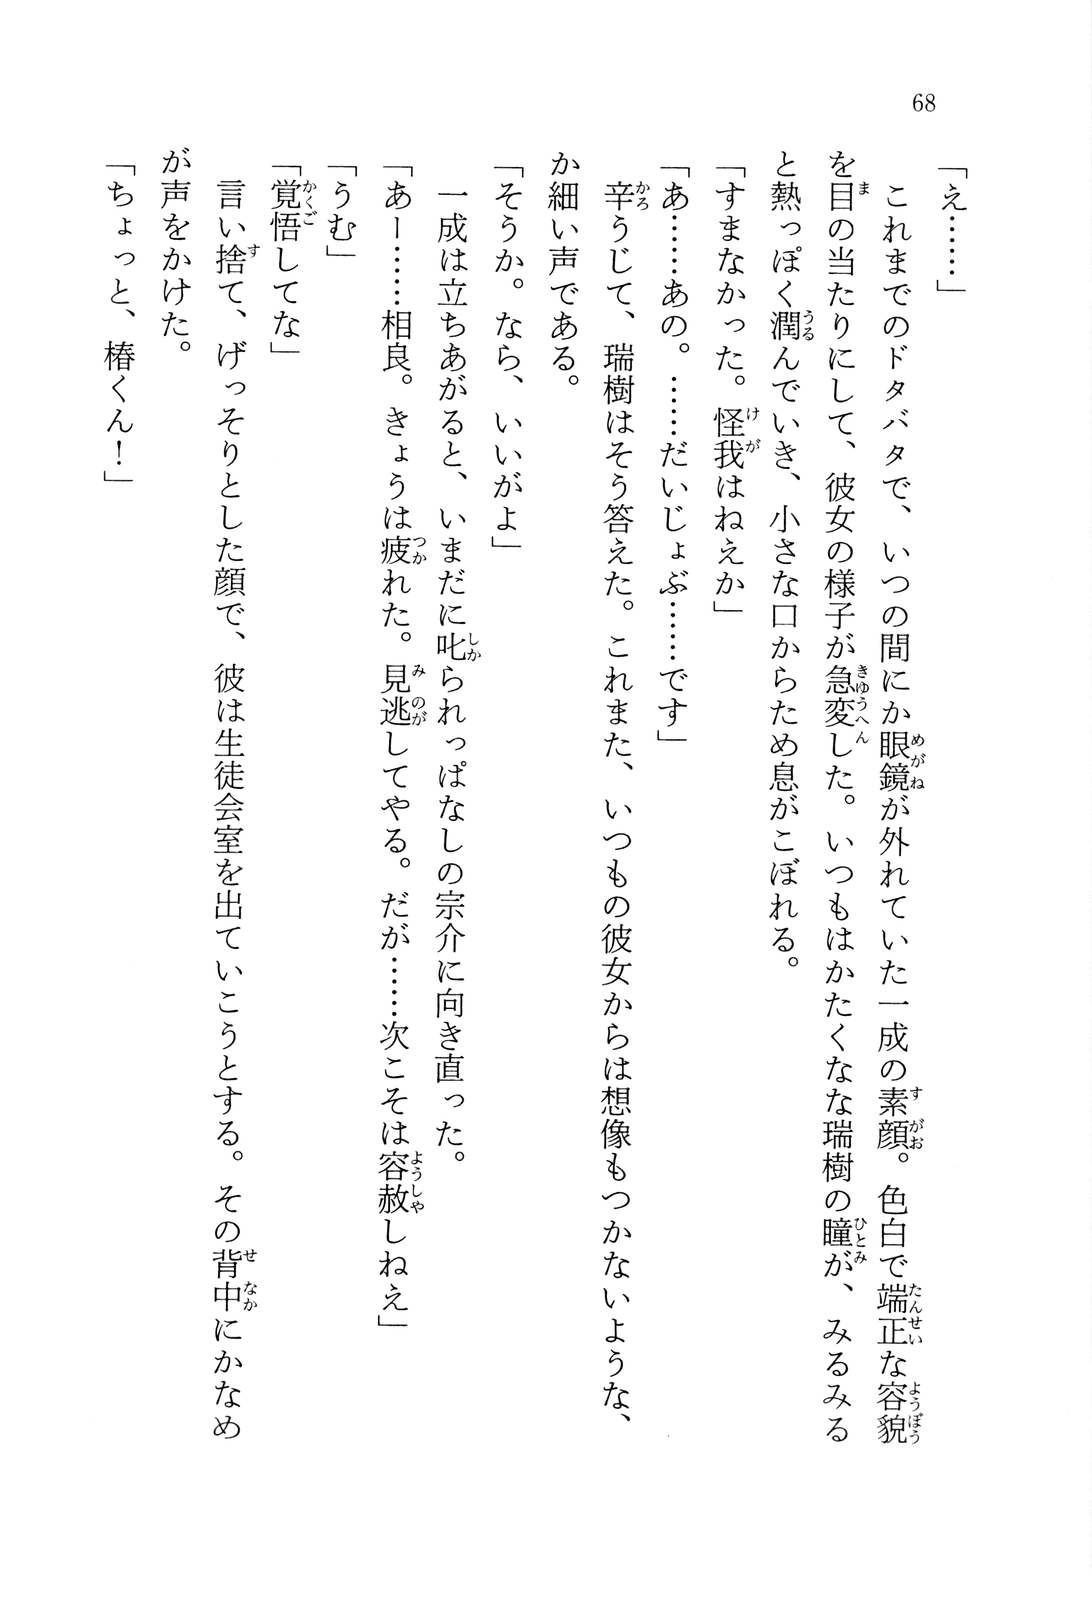 68
「え……」
これまでのドタバタで、いつの間にか眼鏡が外れていた一成の素顔。色白で端正な容貌
を目の当たりにして、彼女の様子が急変した。いつもはかたくなな瑞樹の瞳が、みるみる
と熱っぽく潤んでいき、小さな口からため息がこぼれる。
「すまなかった。怪我はねえか」
「あ……あの。……だいじょぶ……です」
辛うじて、瑞樹はそう答えた。これまた、いつもの彼女からは想像もつかないような、
か細い声である。
「そうか。なら、いいがよ」
一成は立ちあがると、いまだに叱られっぱなしの宗介に向き直った。
「あー……相良。きょうは疲れた。見逃してやる。だが……次こそは容赦しねえ」
「うむ」
「覚悟してな」
言い捨て、げっそりとした顔で、彼は生徒会室を出ていこうとする。その背中にかなめ
が声をかけた。
「ちょっと、椿くん！」